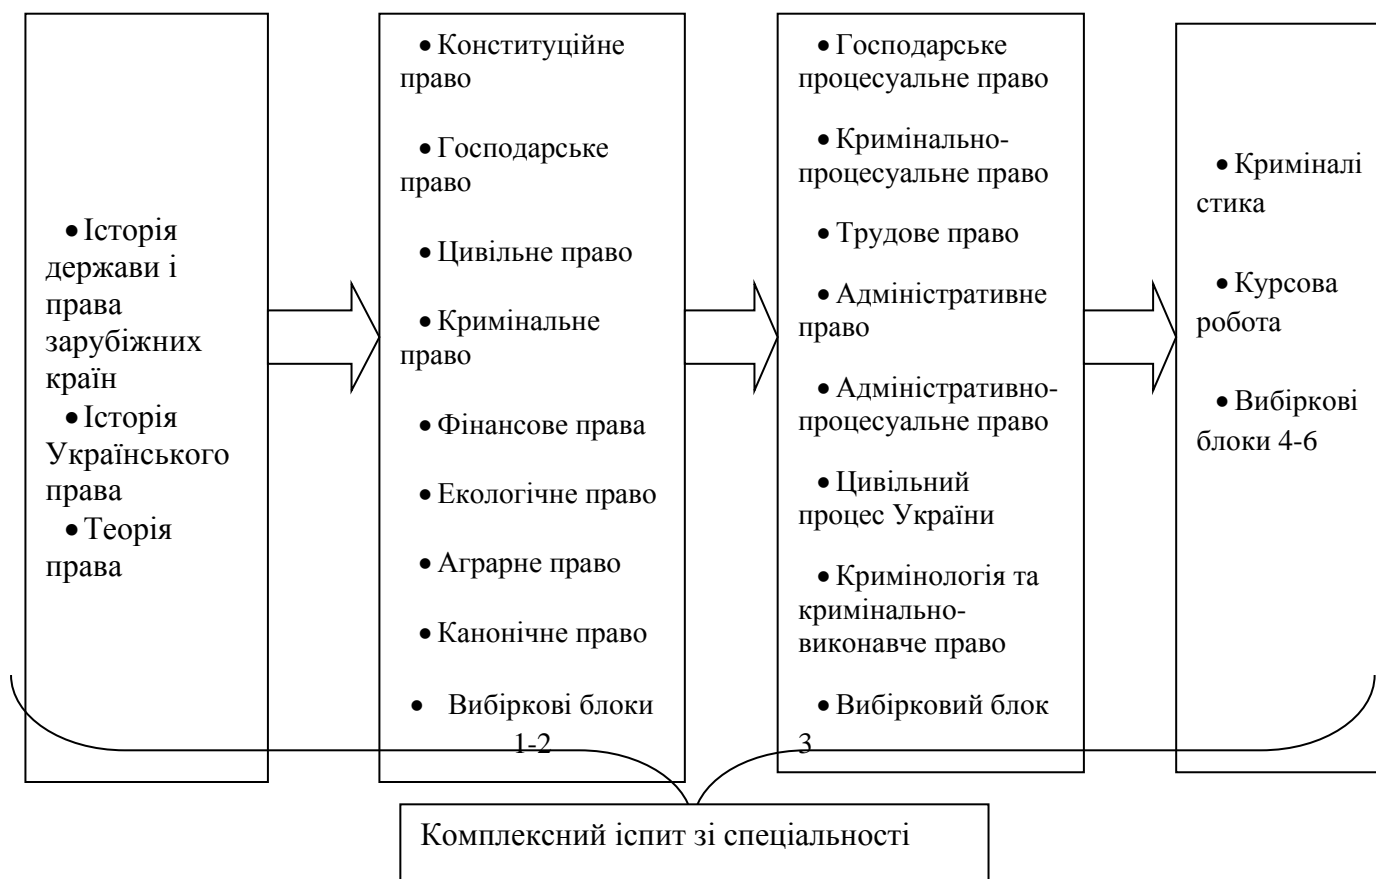 • Історія
держави і
права
зарубіжних
країн
• Історія
Українського
права
• Теорія
права
• Конституційне
право
• Господарське
право
• Цивільне право
• Кримінальне
право
• Фінансове права
• Екологічне право
• Аграрне право
• Канонічне право
• Вибіркові блоки
1-2
• Господарське
процесуальне право
• Кримінально-
процесуальне право
• Трудове право
• Адміністративне
право
• Адміністративно-
процесуальне право
• Цивільний
процес України
• Кримінологія та
кримінально-
виконавче право
• Вибірковий блок
3
• Криміналі
стика
• Курсова
робота
• Вибіркові
блоки 4-6
Комплексний іспит зі спеціальності